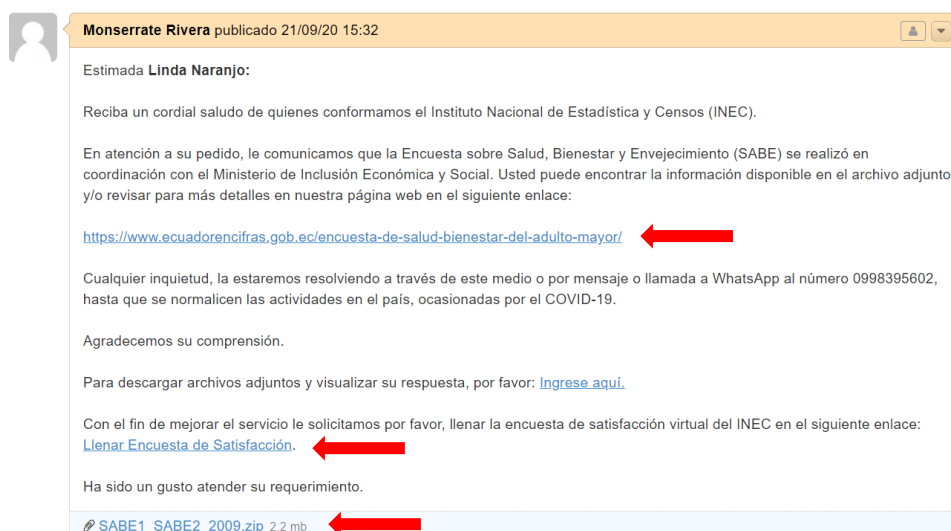 Monserrate Rivera publicado 21/09/20 15:32
Estimada Linda Naranjo:
Reciba un cordial saludo de quienes conformamos el Instituto Nacional de Estadística y Censos (INEC).
En atención a su pedido, le comunicamos que la Encuesta sobre Salud, Bienestar y Envejecimiento (SABE) se realizó en
coordinación con el Ministerio de Inclusión Económica y Social. Usted puede encontrar la información disponible en el archivo adjunto
y/o revisar para más detalles en nuestra página web en el siguiente enlace:
https://www.ecuadorencifras.gob.ec/encuesta-de-salud-bienestar-del-adulto-mayor/
Cualquier inquietud, la estaremos resolviendo a través de este medio o por mensaje o llamada a WhatsApp al número 0998395602,
hasta que se normalicen las actividades en el país, ocasionadas por el COVID-19.
Agradecemos su comprensión.
Para descargar archivos adjuntos y visualizar su respuesta, por favor: Ingrese aquí.
Con el fin de mejorar el servicio le solicitamos por favor, llenar la encuesta de satisfacción virtual del INEC en el siguiente enlace:
Llenar Encuesta de Satisfacción.
Ha sido un gusto atender su requerimiento.
SABE1_SABE2_2009.zip 2.2 mb